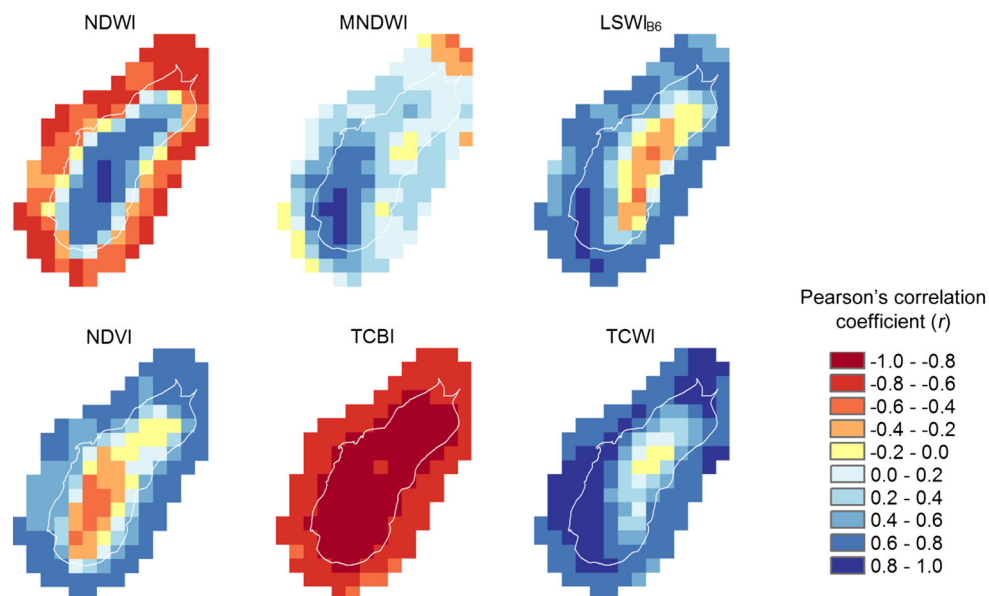 NDWI
MNDWI
LSWIB6
NDVI
TCBI
TCWI
Pearson's correlation
coefficient (r)
-1.0 - -0.8
-0.8 - -0.6
-0.6 - -0.4
-0.4 - -0.2
-0.2 - 0.0
0.0 - 0.2
0.2 - 0.4
0.4 - 0.6
0.6 - 0.8
0.8 - 1.0